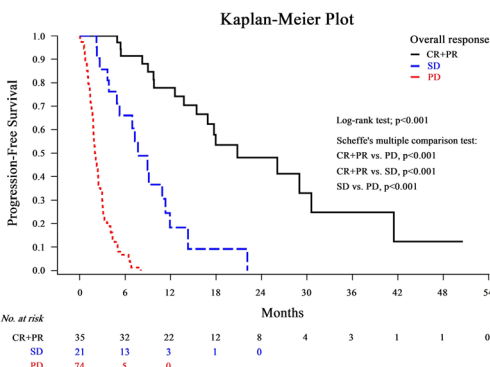 Kaplan-Meier Plot
Overall response
CR+PR
SD
PD
Log-rank test; p<0.001
Scheffe's multiple comparison test:
CR+PR vs. PD, p<0.001
CR+PR vs. SD, p<0.001
SD vs. PD, p<0.001
Progression-Free Survival
1.0
0.9
0.8
0.7
0.6
0.5
0.4
0.3
0.2
0.1
0.0
0 6 12 18 24 30 36 42 48 54
Months
No. at risk
CR+PR 35 32 22 12 8 4 3 1 1 0
SD 21 13 3 1 0
PD 74 5 0